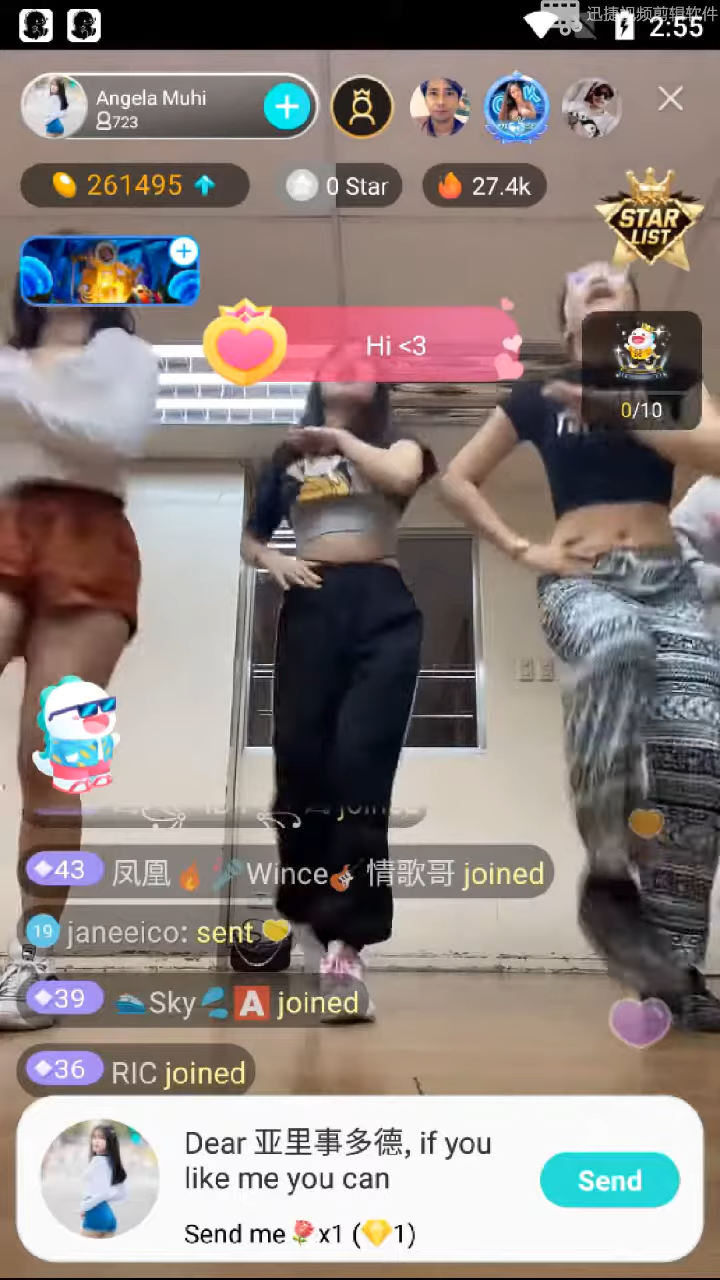 迅捷视频剪辑软件
2:55
Angela Muhi
723
261495
0 Star
27.4k
STAR
LIST
Hi <3
0/10
joined
43 凤凰🔥🎤Wince🎸情歌哥 joined
19 janeeico: sent 💛
39 🛳️Sky💦🅰️ joined
36 RIC joined
Dear 亚里事多德, if you
like me you can
Send
Send me🌹x1 (💎1)